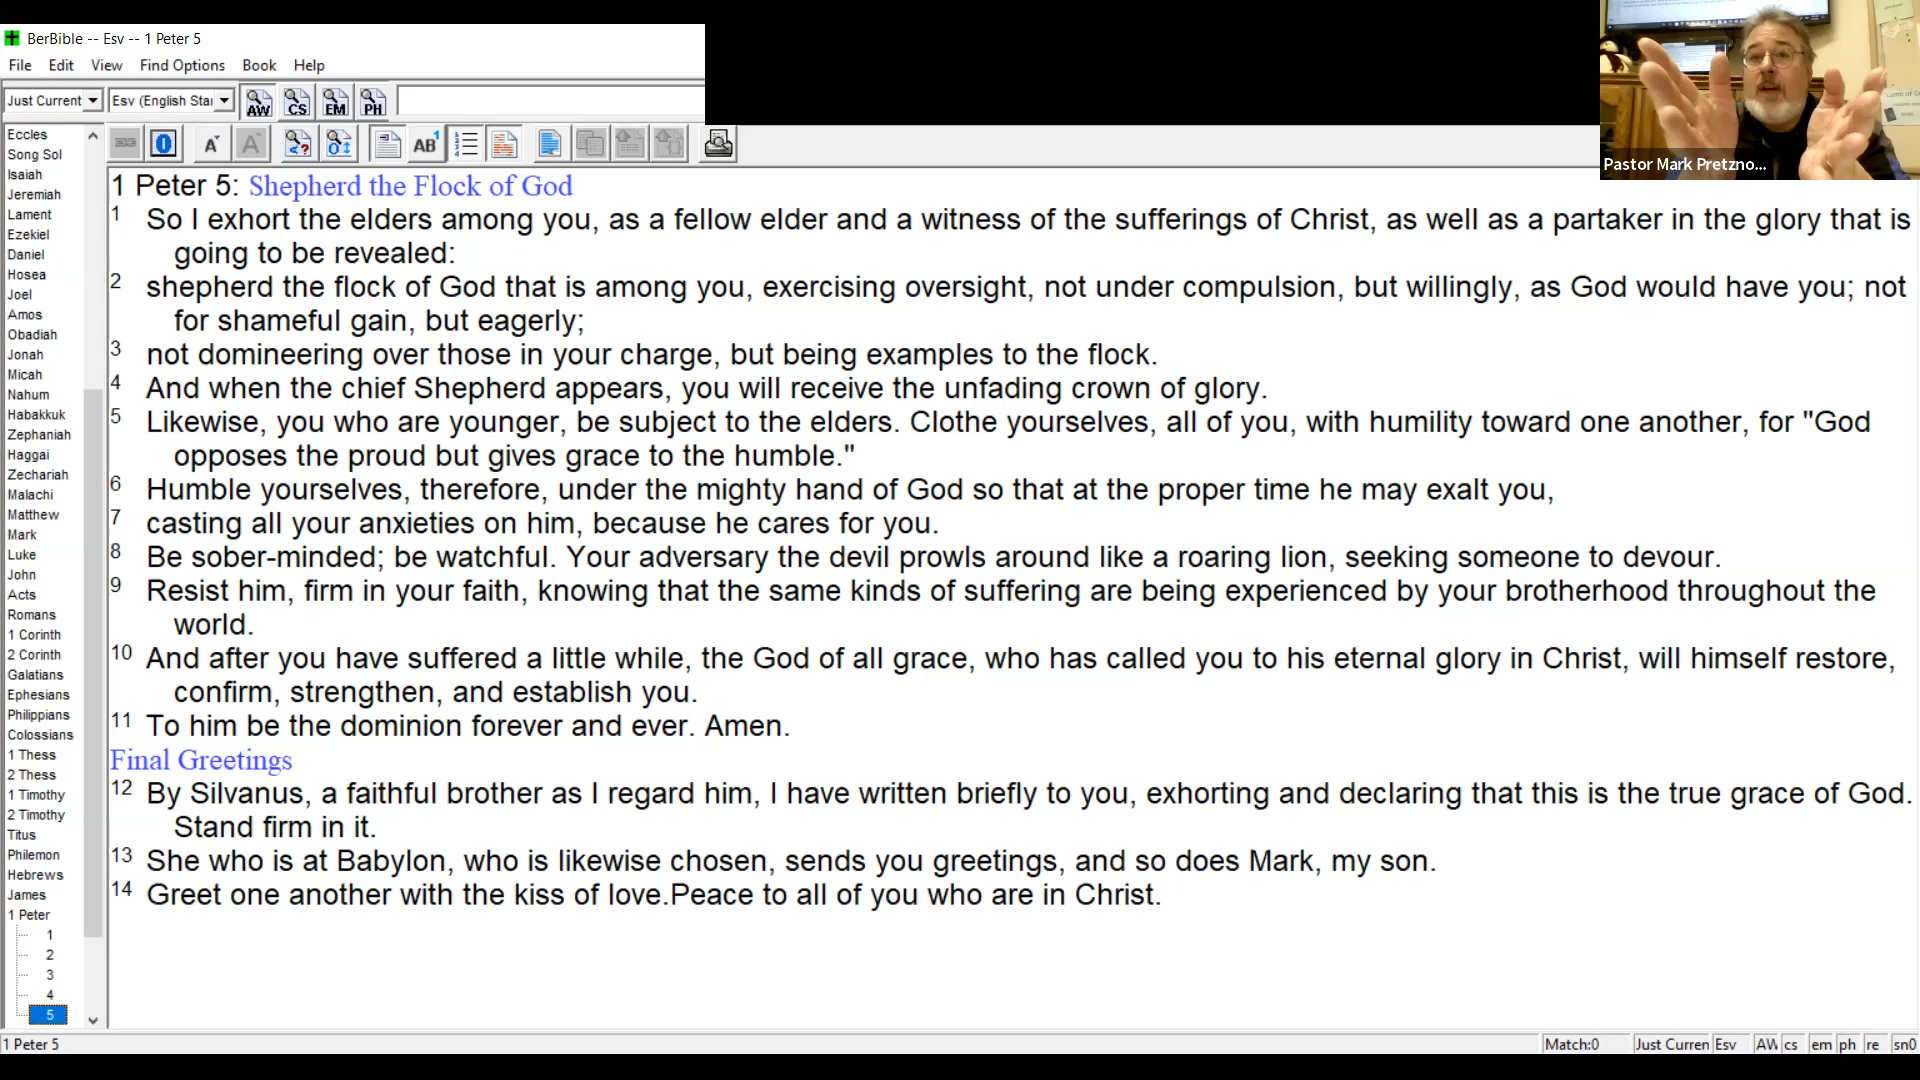 BerBible -- Esv -- 1 Peter 5
File Edit View Find Options Book Help
Just Current Esv (English Star AW CS EM PH
Eccles
Song Sol
Isaiah
Jeremiah
Lament
Ezekiel
Daniel
Hosea
Joel
Amos
Obadiah
Jonah
Micah
Nahum
Habakkuk
Zephaniah
Haggai
Zechariah
Malachi
Matthew
Mark
Luke
John
Acts
Romans
1 Corinth
2 Corinth
Galatians
Ephesians
Philippians
Colossians
1 Thess
2 Thess
1 Timothy
2 Timothy
Titus
Philemon
Hebrews
James
1 Peter
1
2
3
4
5
1 Peter 5: Shepherd the Flock of God
1 So I exhort the elders among you, as a fellow elder and a witness of the sufferings of Christ, as well as a partaker in the glory that is
going to be revealed:
2 shepherd the flock of God that is among you, exercising oversight, not under compulsion, but willingly, as God would have you; not
for shameful gain, but eagerly;
3 not domineering over those in your charge, but being examples to the flock.
4 And when the chief Shepherd appears, you will receive the unfading crown of glory.
5 Likewise, you who are younger, be subject to the elders. Clothe yourselves, all of you, with humility toward one another, for "God
opposes the proud but gives grace to the humble."
6 Humble yourselves, therefore, under the mighty hand of God so that at the proper time he may exalt you,
7 casting all your anxieties on him, because he cares for you.
8 Be sober-minded; be watchful. Your adversary the devil prowls around like a roaring lion, seeking someone to devour.
9 Resist him, firm in your faith, knowing that the same kinds of suffering are being experienced by your brotherhood throughout the
world.
10 And after you have suffered a little while, the God of all grace, who has called you to his eternal glory in Christ, will himself restore,
confirm, strengthen, and establish you.
11 To him be the dominion forever and ever. Amen.
Final Greetings
12 By Silvanus, a faithful brother as I regard him, I have written briefly to you, exhorting and declaring that this is the true grace of God.
Stand firm in it.
13 She who is at Babylon, who is likewise chosen, sends you greetings, and so does Mark, my son.
14 Greet one another with the kiss of love.Peace to all of you who are in Christ.
Pastor Mark Pretzno...
1 Peter 5 Match:0 Just Curren Esv AW cs em ph re sn0